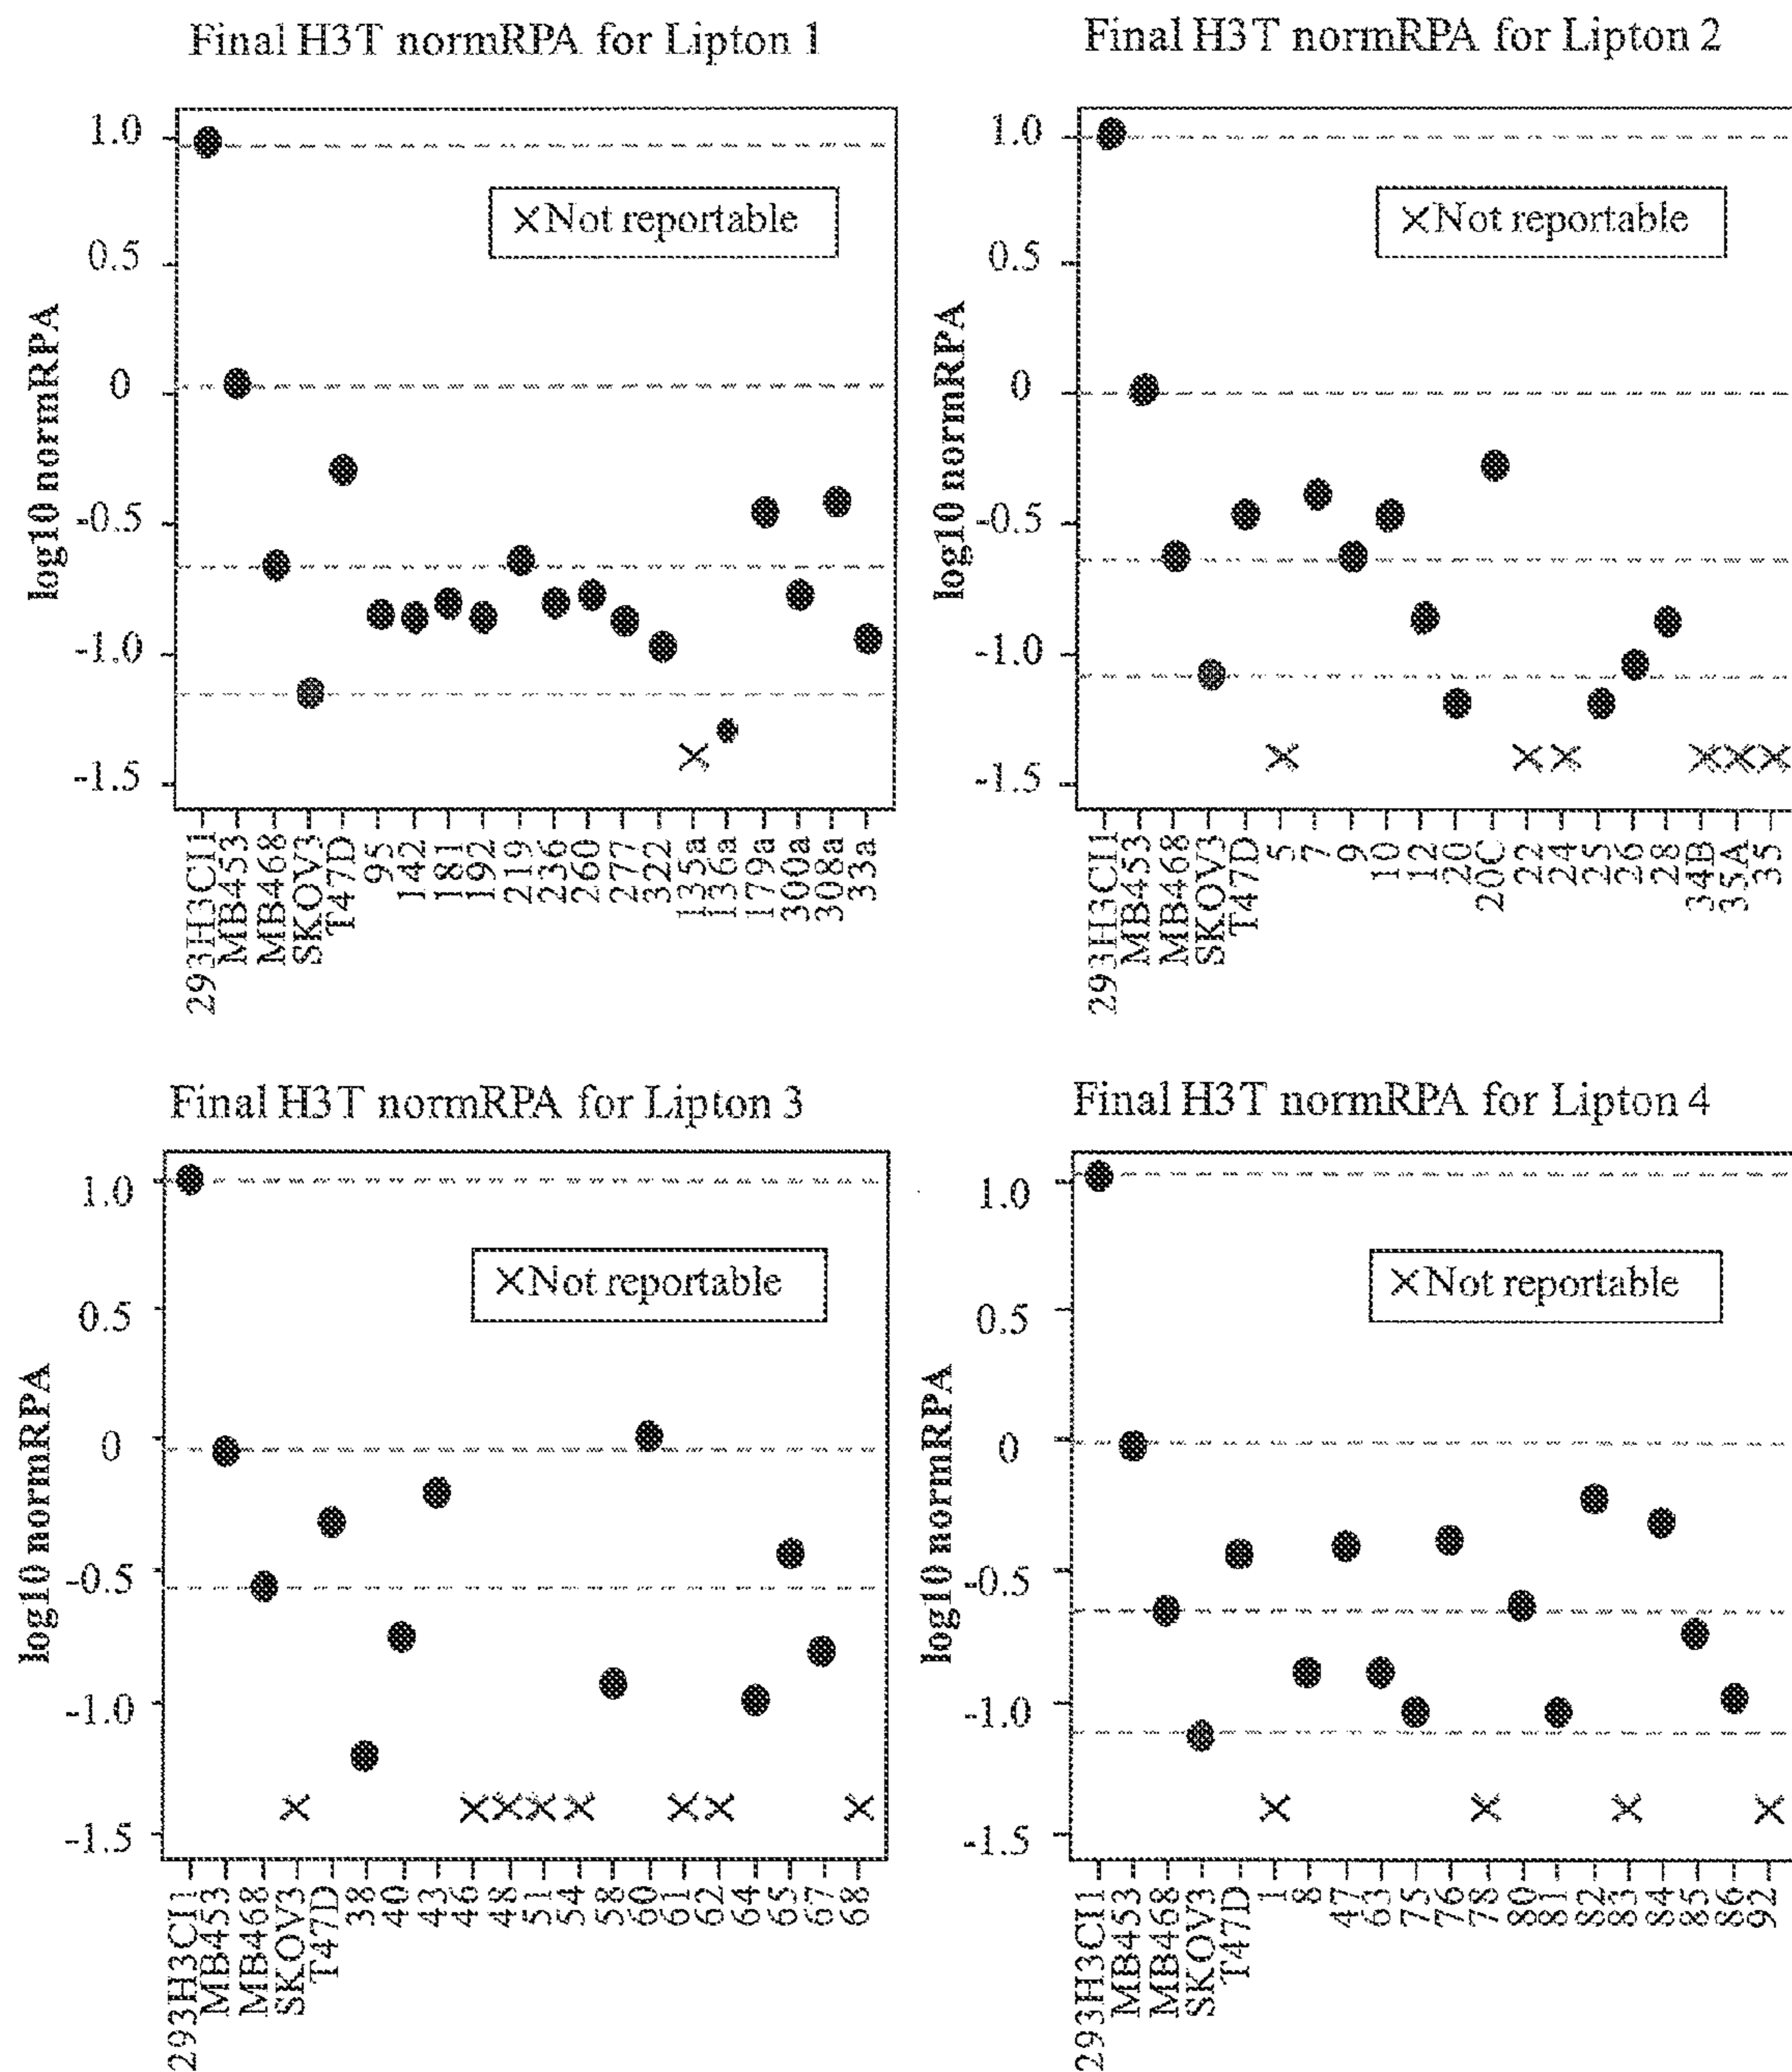 Final H3T normRPA for Lipton 1
log10 normRPA
1.0
0.5
0
-0.5
-1.0
-1.5
×Not reportable
293H3CI1
MB453
MB468
SKOV3
T47D
95
142
181
192
219
236
260
277
322
135a
136a
179a
300a
308a
33a
Final H3T normRPA for Lipton 2
log10 normRPA
1.0
0.5
0
-0.5
-1.0
-1.5
×Not reportable
293H3CI1
MB453
MB468
SKOV3
T47D
5
7
9
10
12
20
20C
22
24
25
26
28
34B
35A
35
Final H3T normRPA for Lipton 3
log10 normRPA
1.0
0.5
0
-0.5
-1.0
-1.5
×Not reportable
293H3CI1
MB453
MB468
SKOV3
T47D
38
40
43
46
48
51
54
58
60
61
62
64
65
67
68
Final H3T normRPA for Lipton 4
log10 normRPA
1.0
0.5
0
-0.5
-1.0
-1.5
×Not reportable
293H3CI1
MB453
MB468
SKOV3
T47D
1
8
47
63
75
76
78
80
81
82
83
84
85
86
92